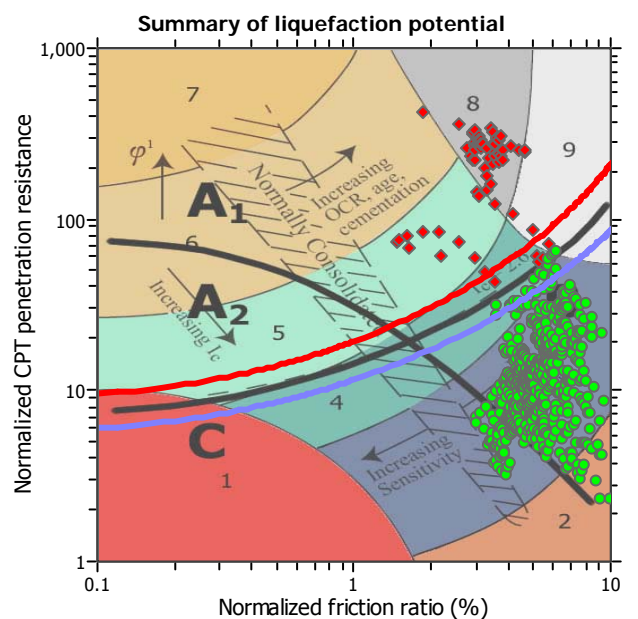 Summary of liquefaction potential
1,000
100
10
1
0.1
1
10
Normalized CPT penetration resistance
Normalized friction ratio (%)
7
8
9
φ¹
A₁
Normally Consolidated
Increasing
OCR, age,
cementation
6
A₂
Increasing Ic
5
4
C
1
Increasing
Sensitivity
2